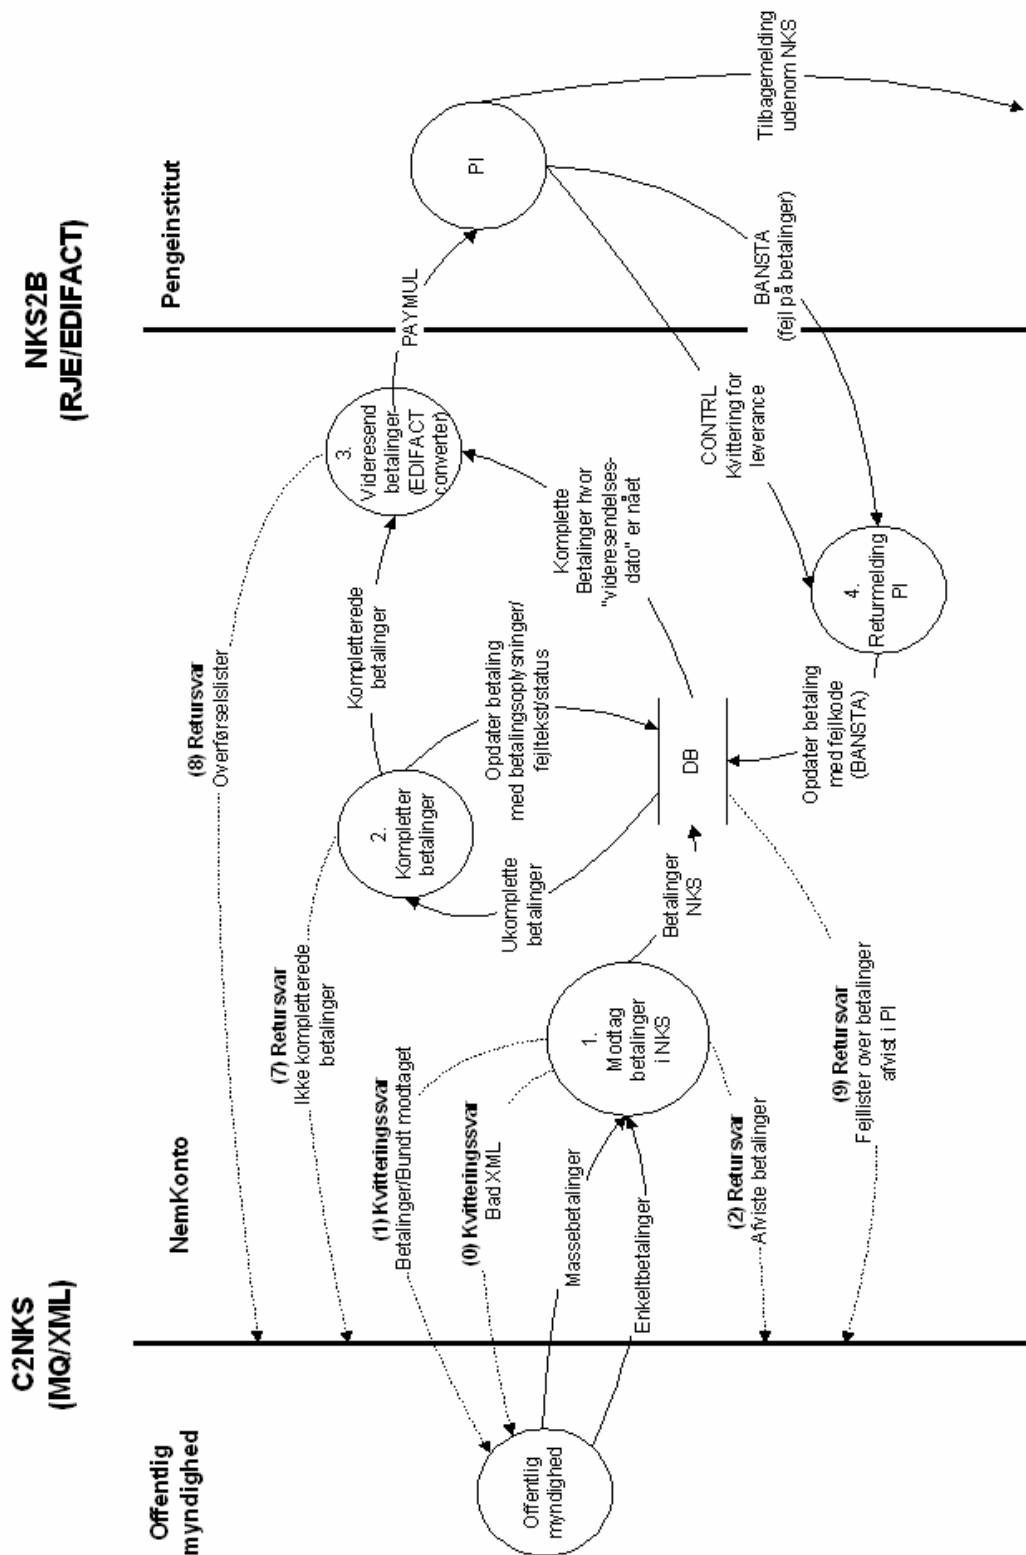 C2NKS
(MQ/XML)
NKS2B
(RJE/EDIFACT)
Offentlig
myndighed
NemKonto
Pengeinstitut
(8) Retursvar
Overførselslister
(7) Retursvar
Ikke kompletterede
betalinger
(1) Kvitteringssvar
Betalinger/Bundt modtaget
(0) Kvitteringssvar
Bad XML
Massebetalinger
Enkeltbetalinger
Offentlig
myndighed
1.
Modtag
betalinger
i NKS
(2) Retursvar
Afviste betalinger
(9) Retursvar
Fejllister over betalinger
afvist i PI
Betalinger
NKS
Ukomplette
betalinger
2.
Kompletter
betalinger
Kompletterede
betalinger
Opdater betaling
med betalingsoplysninger/
fejltekst/status
DB
3.
Videresend
betalinger
(EDIFACT
converter)
Komplette
Betalinger hvor
"videresendelses-
dato" er nået
PAYMUL
PI
Tilbagemelding
udenom NKS
BANSTA
(fejl på betalinger)
CONTRL
Kvittering for
leverance
4.
Returmelding
PI
Opdater betaling
med fejlkode
(BANSTA)